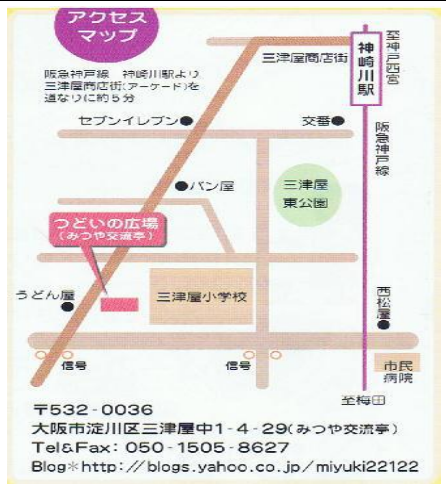 アクセス
マップ
阪急神戸線　神崎川駅より
三津屋商店街(アーケード)を
道なりに約5分
三津屋商店街
神崎川駅
至神戸西宮
阪急神戸線
セブンイレブン
交番
パン屋
三津屋
東公園
つどいの広場
(みつや交流亭)
うどん屋
三津屋小学校
西松屋
信号
信号
市民
病院
至梅田
〒532-0036
大阪市淀川区三津屋中1-4-29(みつや交流亭)
Tel&Fax: 050-1505-8627
Blog*http://blogs.yahoo.co.jp/miyuki22122